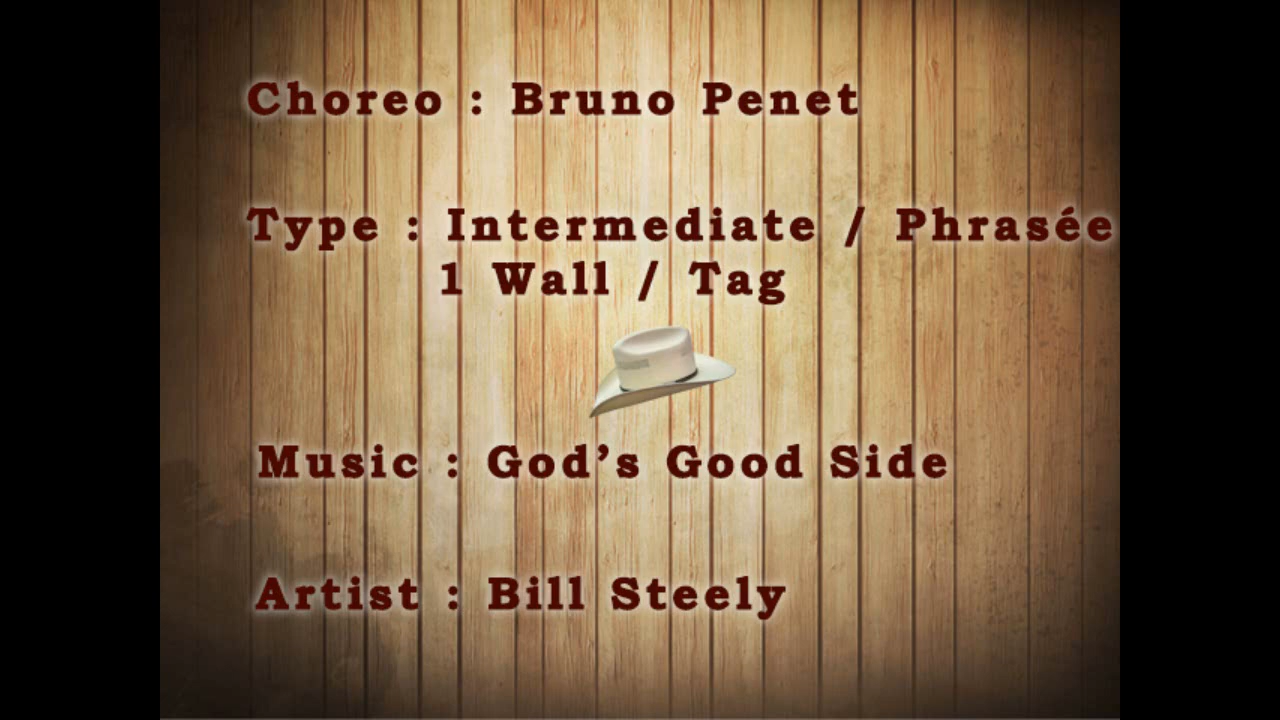 Choreo : Bruno Penet
Type : Intermediate / Phrasée
1 Wall / Tag
Music : God's Good Side
Artist : Bill Steely